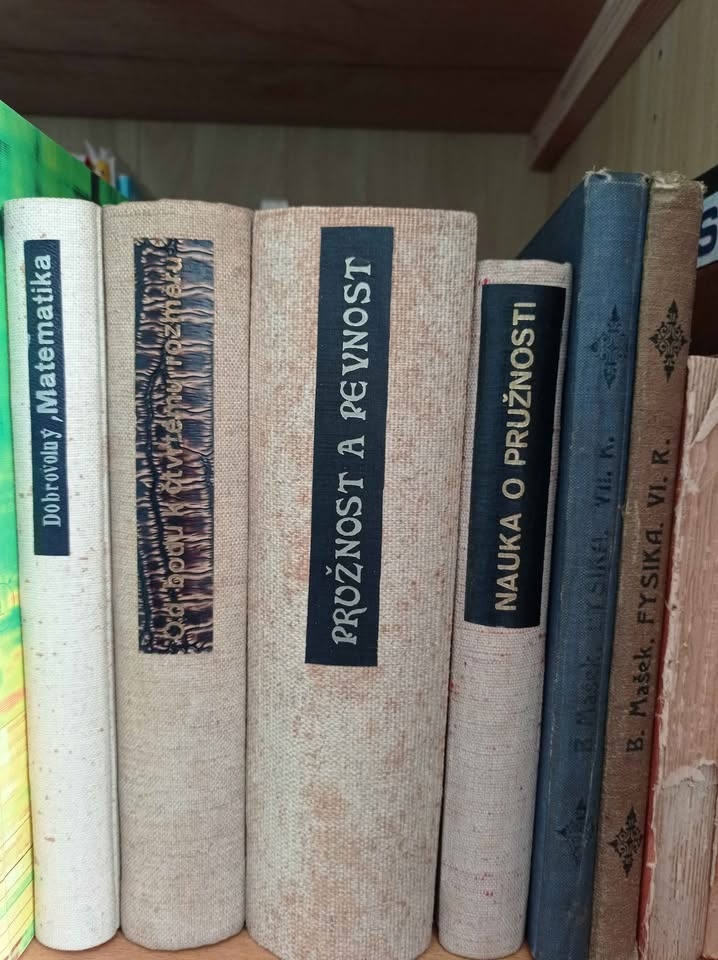 Dobrovolný, Matematika
Od bodu k čtvrtému rozměru
PRUŽNOST A PEVNOST
NAUKA O PRUŽNOSTI
B. Mašek, FYSIKA. VII. R.
B. Mašek, FYSIKA. VI. R.
S